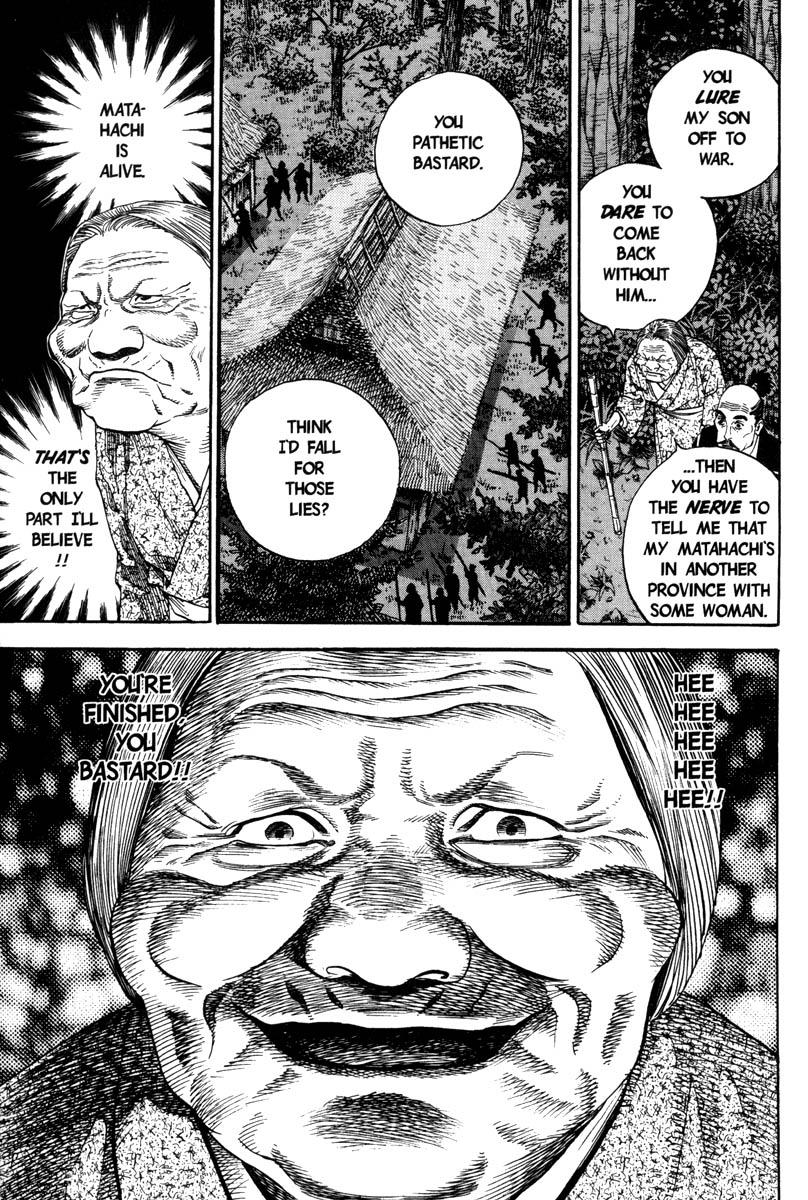 YOU
LURE
MY SON
OFF TO
WAR.
YOU
DARE TO
COME
BACK
WITHOUT
HIM...
...THEN
YOU HAVE
THE NERVE TO
TELL ME THAT
MY MATAHACHI'S
IN ANOTHER
PROVINCE WITH
SOME WOMAN.
YOU
PATHETIC
BASTARD.
THINK
I'D FALL
FOR
THOSE
LIES?
MATA-
HACHI
IS
ALIVE.
THAT'S
THE
ONLY
PART I'LL
BELIEVE
!!
HEE
HEE
HEE
HEE
HEE!!
YOU'RE
FINISHED,
YOU
BASTARD!!